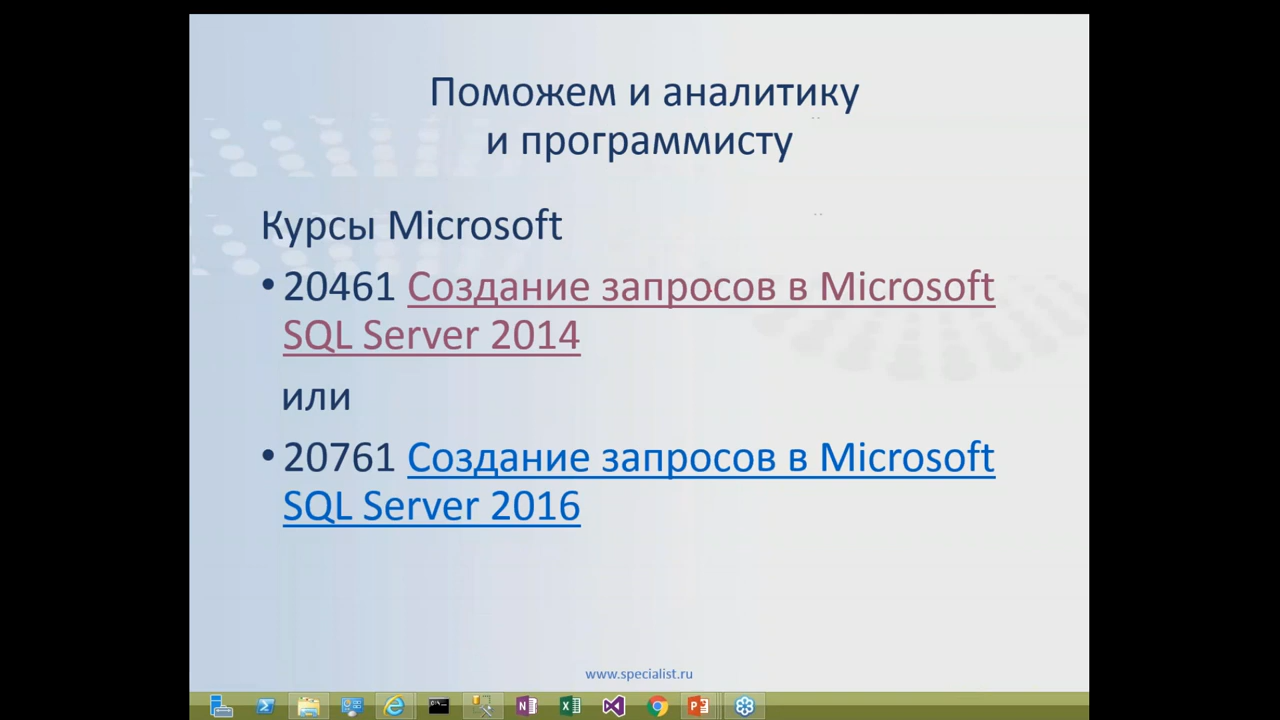 Поможем и аналитику
и программисту
Курсы Microsoft
• 20461 Создание запросов в Microsoft
SQL Server 2014
или
• 20761 Создание запросов в Microsoft
SQL Server 2016
www.specialist.ru